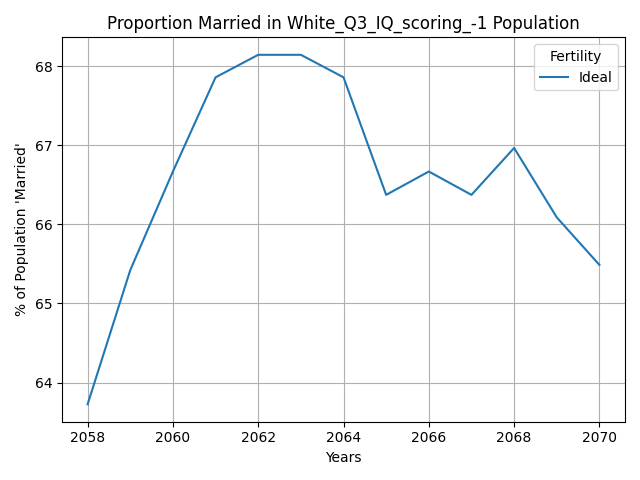 Proportion Married in White_Q3_IQ_scoring_-1 Population
Fertility
Ideal
68
67
66
65
64
% of Population 'Married'
2058
2060
2062
2064
2066
2068
2070
Years